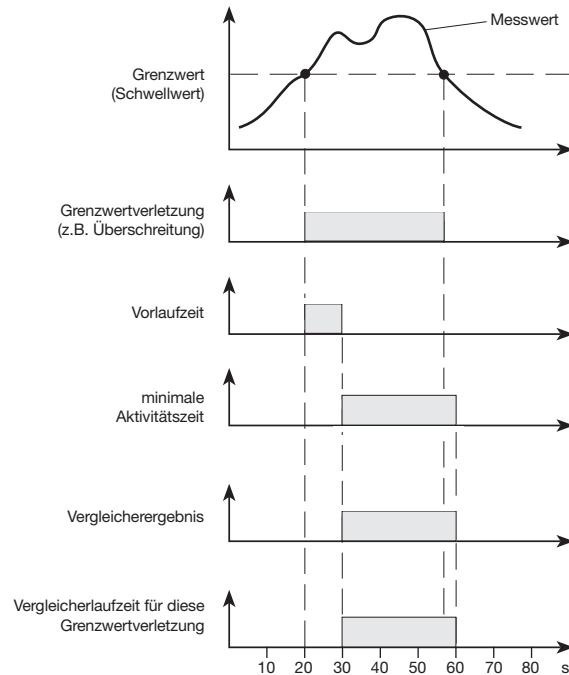 Messwert
Grenzwert
(Schwellwert)
Grenzwertverletzung
(z.B. Überschreitung)
Vorlaufzeit
minimale
Aktivitätszeit
Vergleicherergebnis
Vergleicherlaufzeit für diese
Grenzwertverletzung
10 20 30 40 50 60 70 80 s